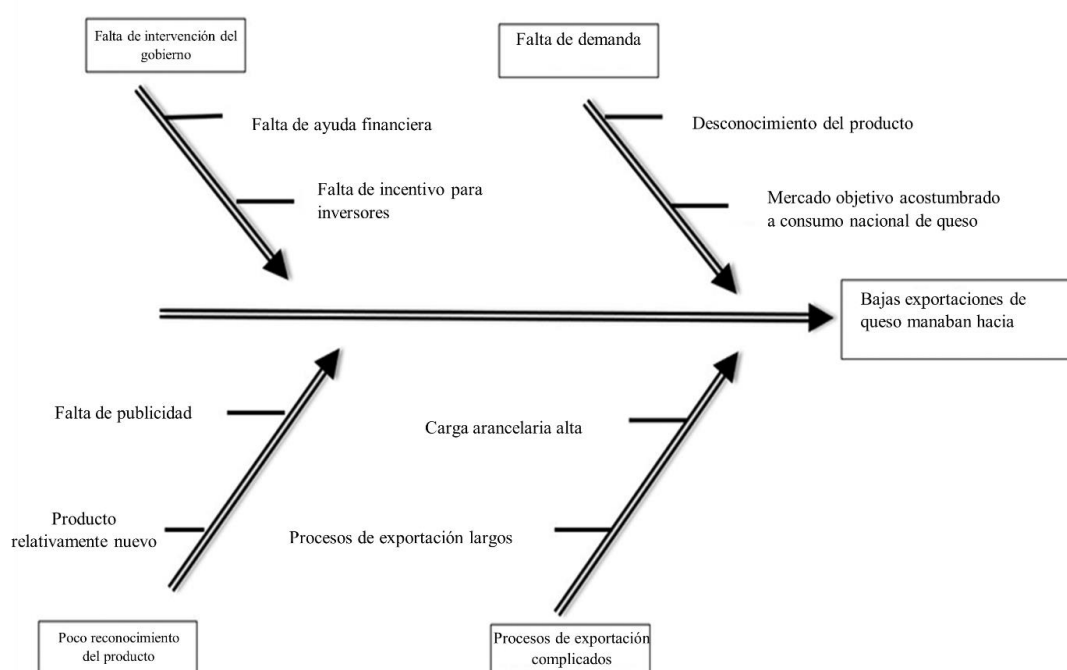 Falta de intervención del
gobierno
Falta de demanda
Falta de ayuda financiera
Desconocimiento del producto
Falta de incentivo para
inversores
Mercado objetivo acostumbrado
a consumo nacional de queso
Bajas exportaciones de
queso manaban hacia
Falta de publicidad
Carga arancelaria alta
Producto
relativamente nuevo
Procesos de exportación largos
Poco reconocimiento
del producto
Procesos de exportación
complicados